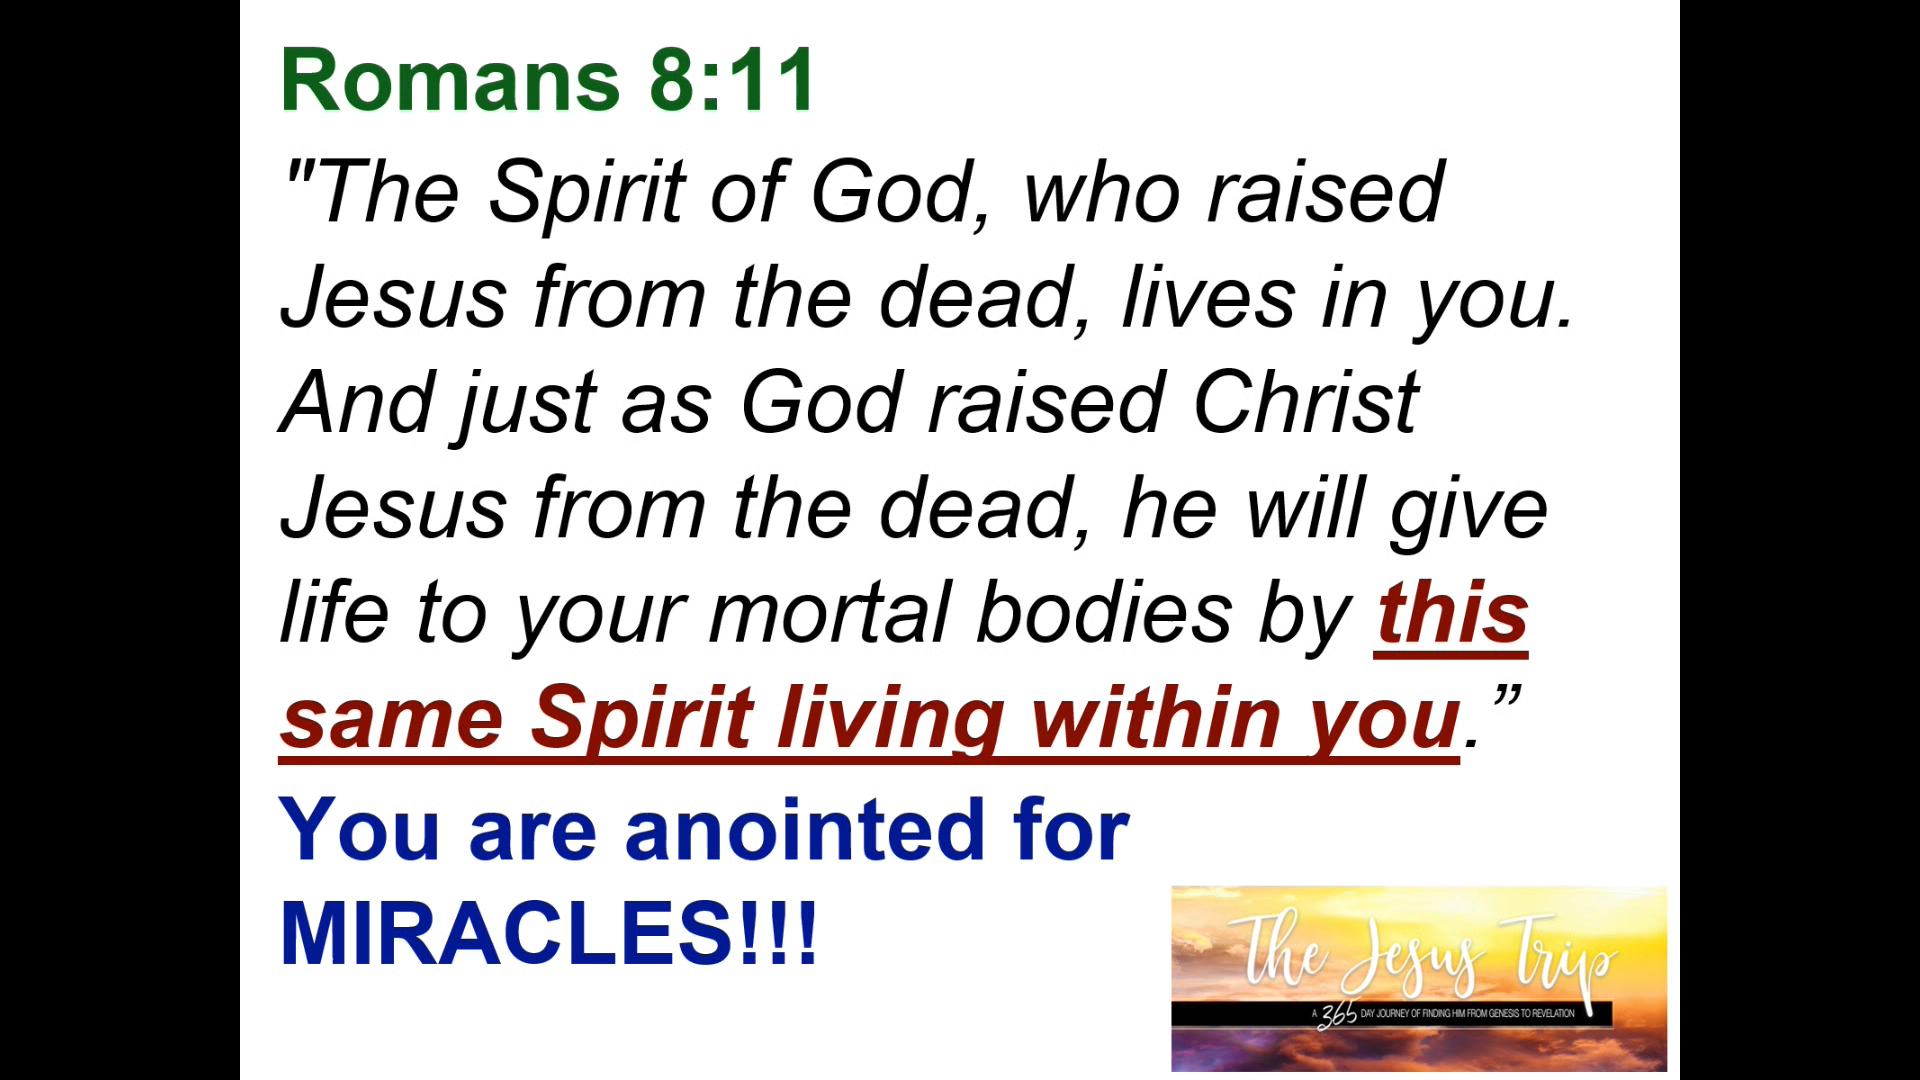 Romans 8:11
"The Spirit of God, who raised
Jesus from the dead, lives in you.
And just as God raised Christ
Jesus from the dead, he will give
life to your mortal bodies by this
same Spirit living within you.”
You are anointed for
MIRACLES!!!
The Jesus Trip
A 365 DAY JOURNEY OF FINDING HIM FROM GENESIS TO REVELATION